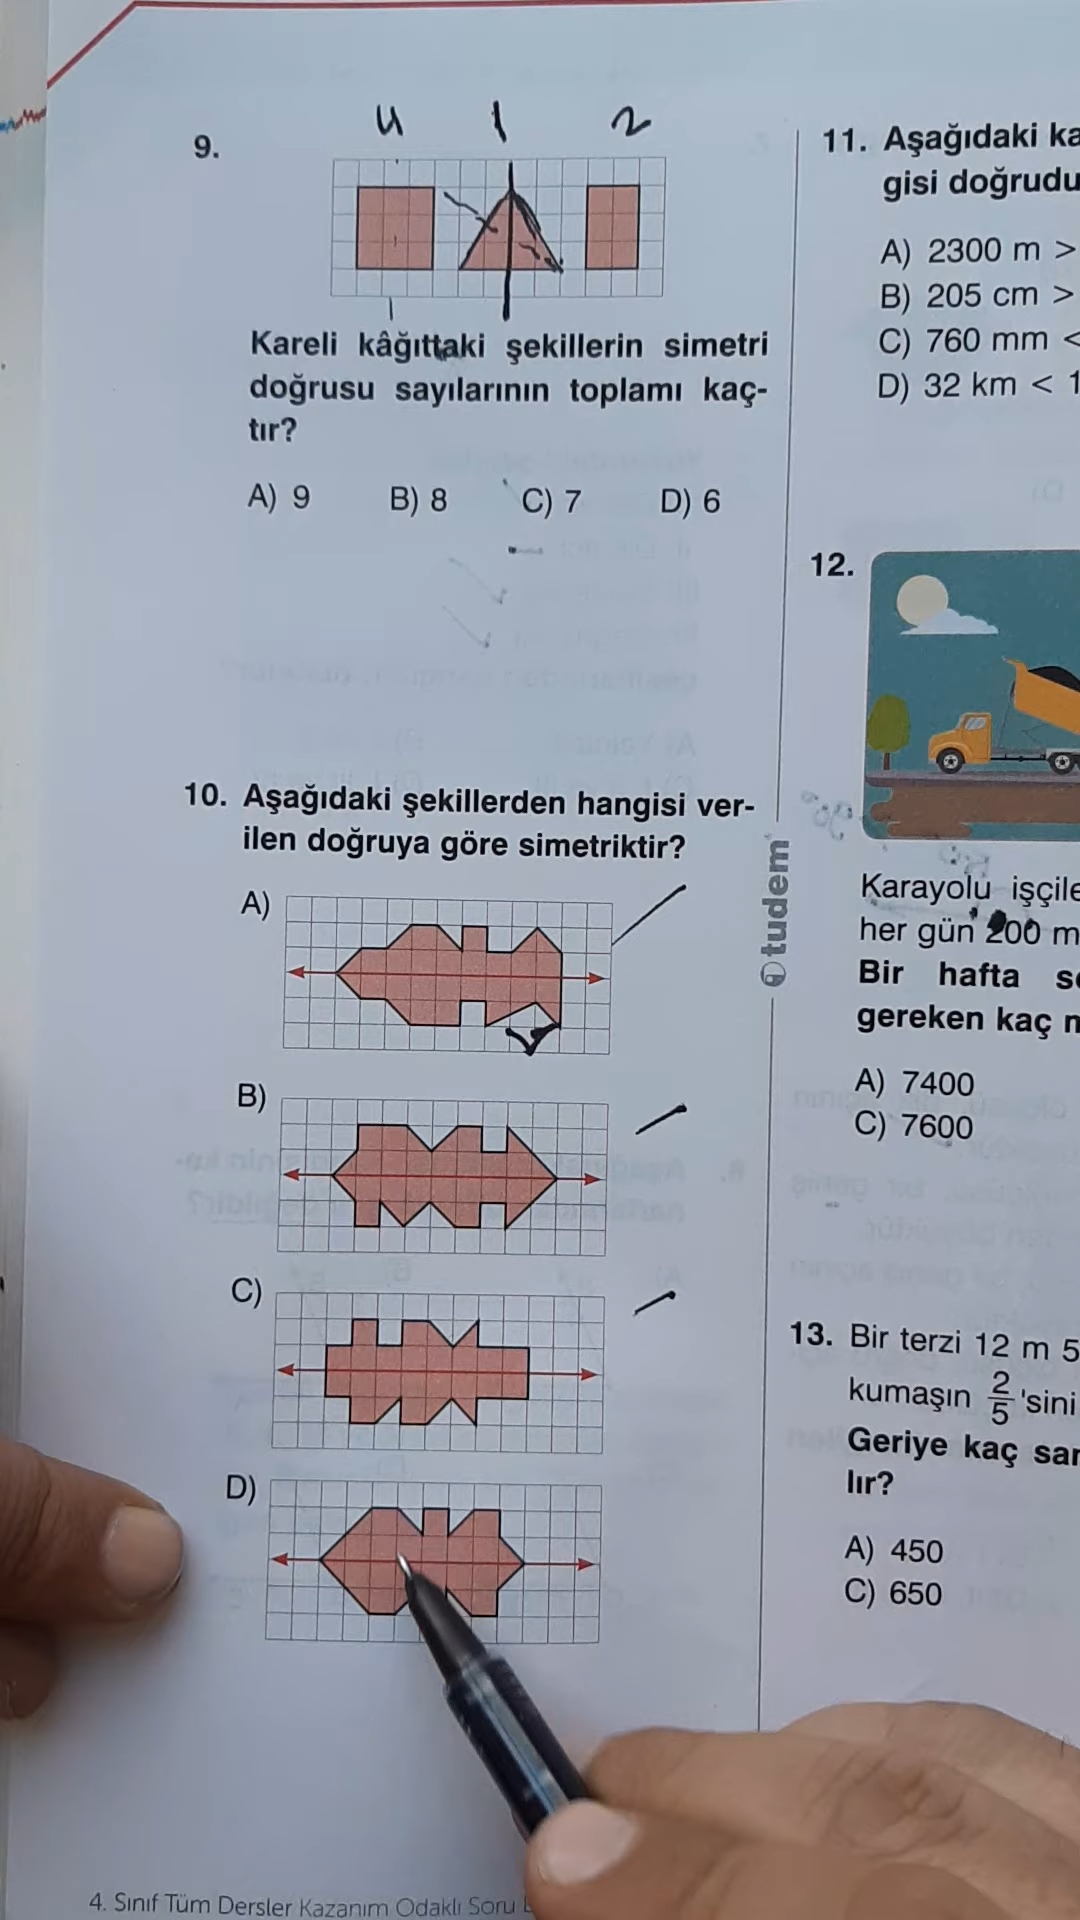 4 1 2
9.
Kareli kâğıttaki şekillerin simetri
doğrusu sayılarının toplamı kaç-
tır?
A) 9 B) 8 C) 7 D) 6
10. Aşağıdaki şekillerden hangisi ver-
ilen doğruya göre simetriktir?
A)
B)
C)
D)
4. Sınıf Tüm Dersler Kazanım Odaklı Soru
tudem
11. Aşağıdaki ka
gisi doğrudu
A) 2300 m >
B) 205 cm >
C) 760 mm <
D) 32 km < 1
12.
Karayolu işçile
her gün 200 m
Bir hafta s
gereken kaç
A) 7400
C) 7600
13. Bir terzi 12 m 5
kumaşın 2/5'sini
Geriye kaç san
lır?
A) 450
C) 650